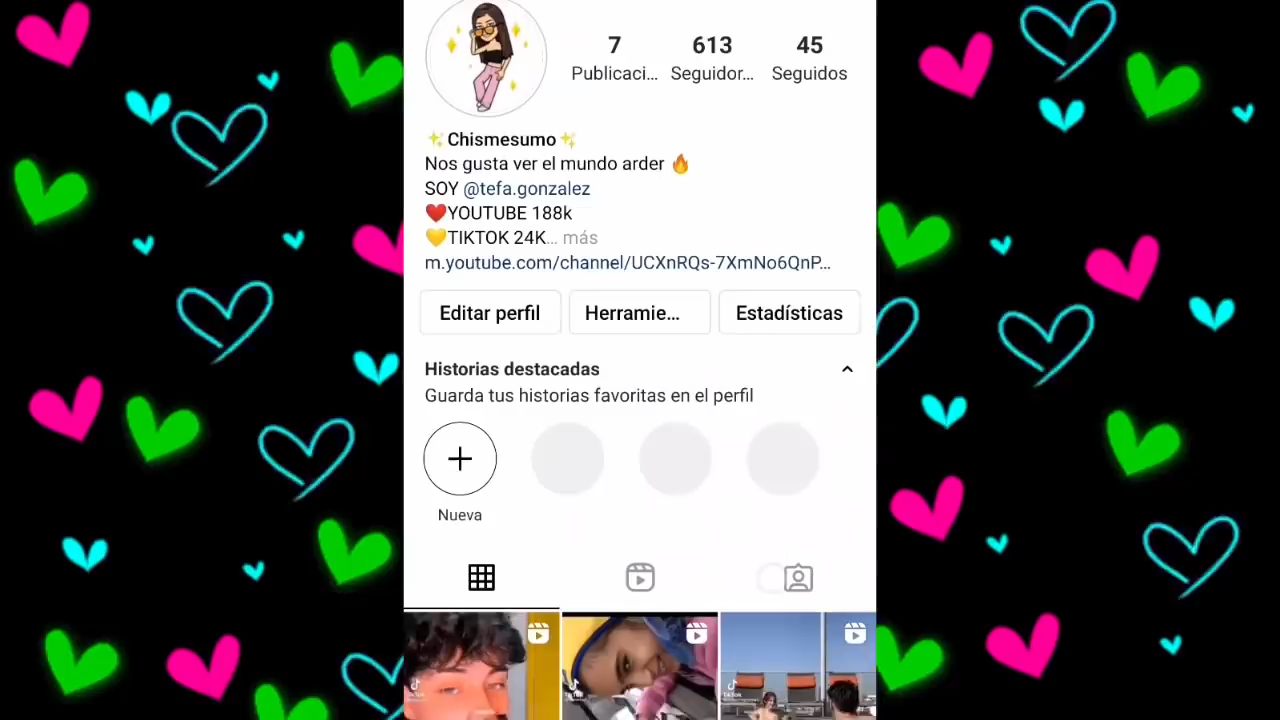 7 613 45
Publicaci... Seguidor... Seguidos
✨Chismesumo✨
Nos gusta ver el mundo arder 🔥
SOY @tefa.gonzalez
❤️YOUTUBE 188k
💛TIKTOK 24K... más
m.youtube.com/channel/UCXnRQs-7XmNo6QnP...
Editar perfil Herramie... Estadísticas
Historias destacadas
Guarda tus historias favoritas en el perfil
Nueva
TikTok